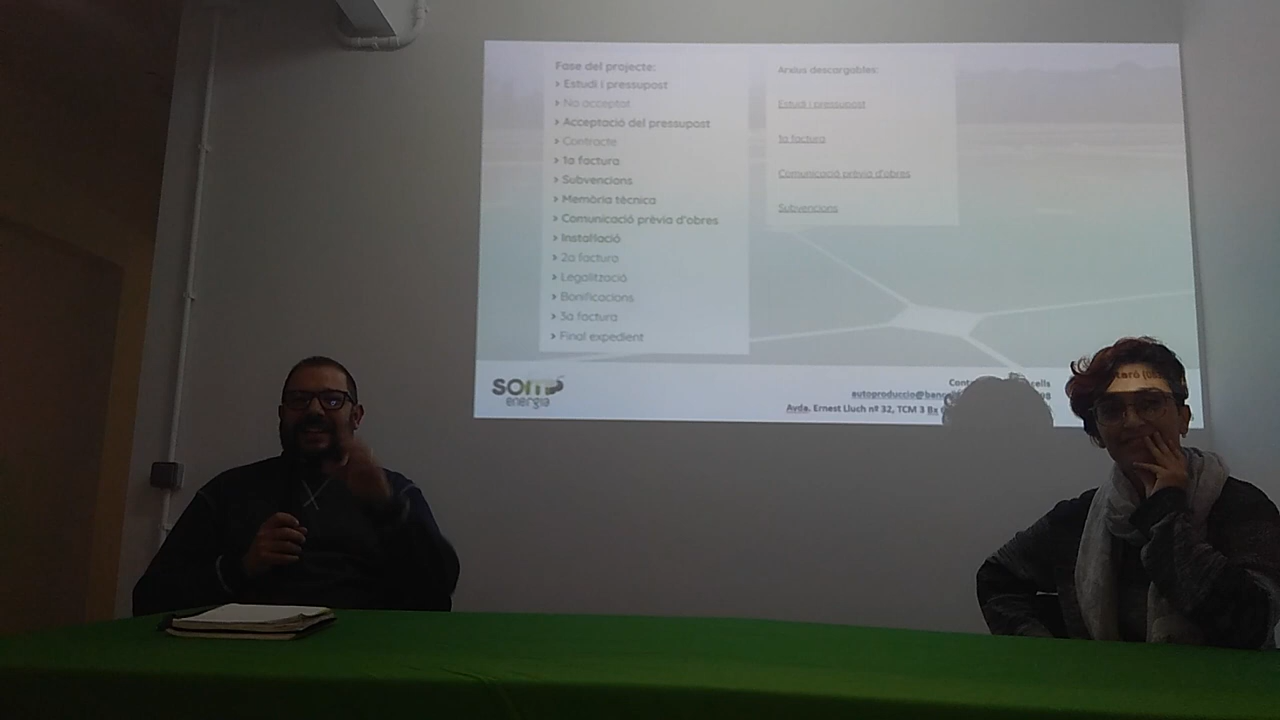 Fase del projecte:
› Estudi i pressupost
› No acceptat
› Acceptació del pressupost
› Contracte
› 1a factura
› Subvencions
› Memòria tècnica
› Comunicació prèvia d'obres
› Instal·lació
› 2a factura
› Legalització
› Bonificacions
› 3a factura
› Final expedient
Arxius descargables:
Estudi i pressupost
1a factura
Comunicació prèvia d'obres
Subvencions
som
energia
autoproduccio@
Avda. Ernest Lluch nº 32, TCM 3